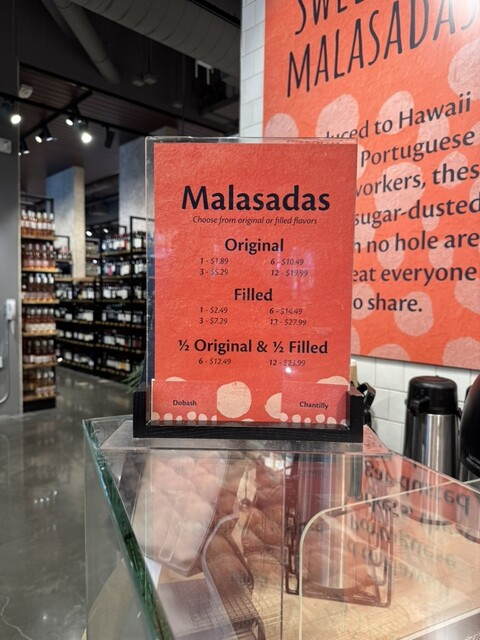 SWEE
MALASADAS
uced to Hawaii
Portuguese
workers, thes
sugar-dusted
n no hole are
eat everyone
o share.
Malasadas
Choose from original or filled flavors
Original
1 - $1.89 6 - $10.49
3 - $5.29 12 - $19.99
Filled
1 - $2.49 6 - $14.49
3 - $7.29 12 - $27.99
½ Original & ½ Filled
6 - $12.49 12 - $23.99
Dobash Chantilly